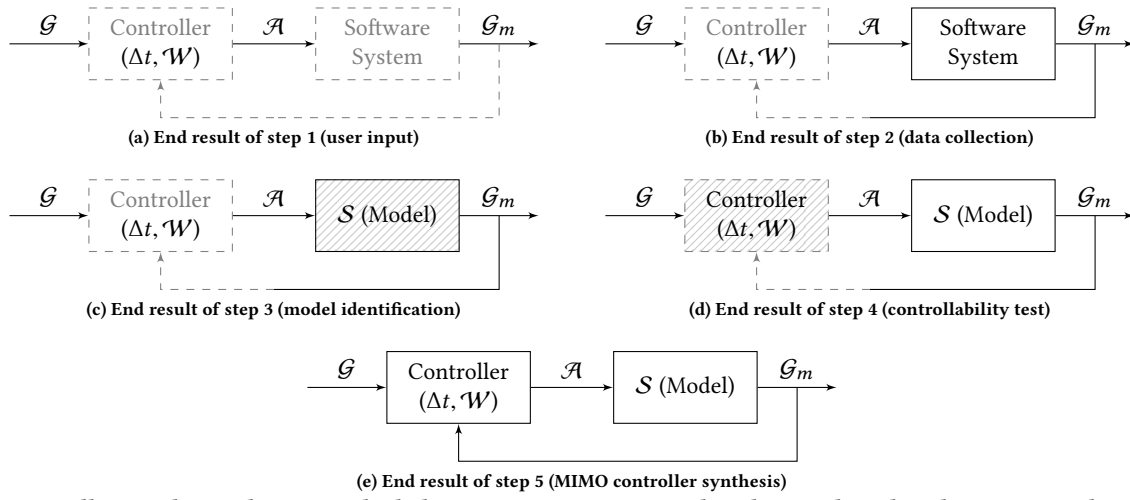 𝒢
Controller
(Δt, 𝒲)
𝒜
Software
System
𝒢m
(a) End result of step 1 (user input)
𝒢
Controller
(Δt, 𝒲)
𝒜
Software
System
𝒢m
(b) End result of step 2 (data collection)
𝒢
Controller
(Δt, 𝒲)
𝒜
𝒮 (Model)
𝒢m
(c) End result of step 3 (model identification)
𝒢
Controller
(Δt, 𝒲)
𝒜
𝒮 (Model)
𝒢m
(d) End result of step 4 (controllability test)
𝒢
Controller
(Δt, 𝒲)
𝒜
𝒮 (Model)
𝒢m
(e) End result of step 5 (MIMO controller synthesis)